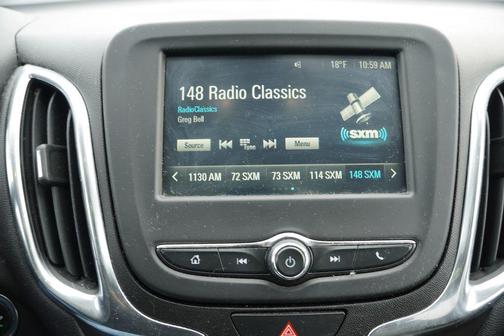 18°F 10:59 AM
148 Radio Classics
RadioClassics
Greg Bell
Source Tune Menu
sxm
1130 AM 72 SXM 73 SXM 114 SXM 148 SXM